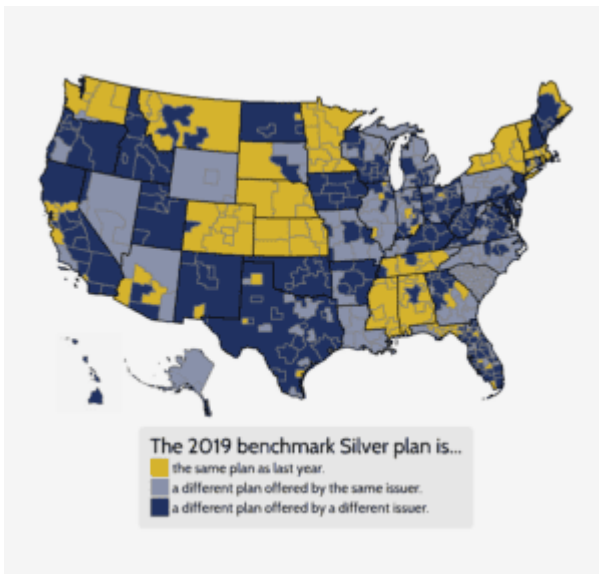 The 2019 benchmark Silver plan is...
the same plan as last year.
a different plan offered by the same issuer.
a different plan offered by a different issuer.